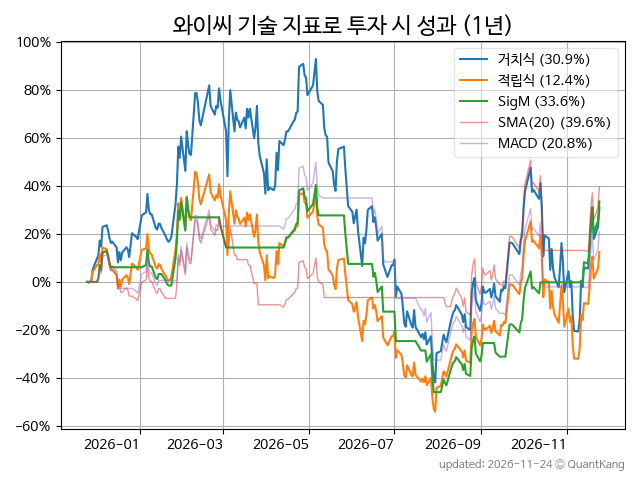 와이씨 기술 지표로 투자 시 성과 (1년)
100%
80%
60%
40%
20%
0%
−20%
−40%
−60%
거치식 (30.9%)
적립식 (12.4%)
SigM (33.6%)
SMA(20) (39.6%)
MACD (20.8%)
2026-01
2026-03
2026-05
2026-07
2026-09
2026-11
updated: 2026-11-24 © QuantKang